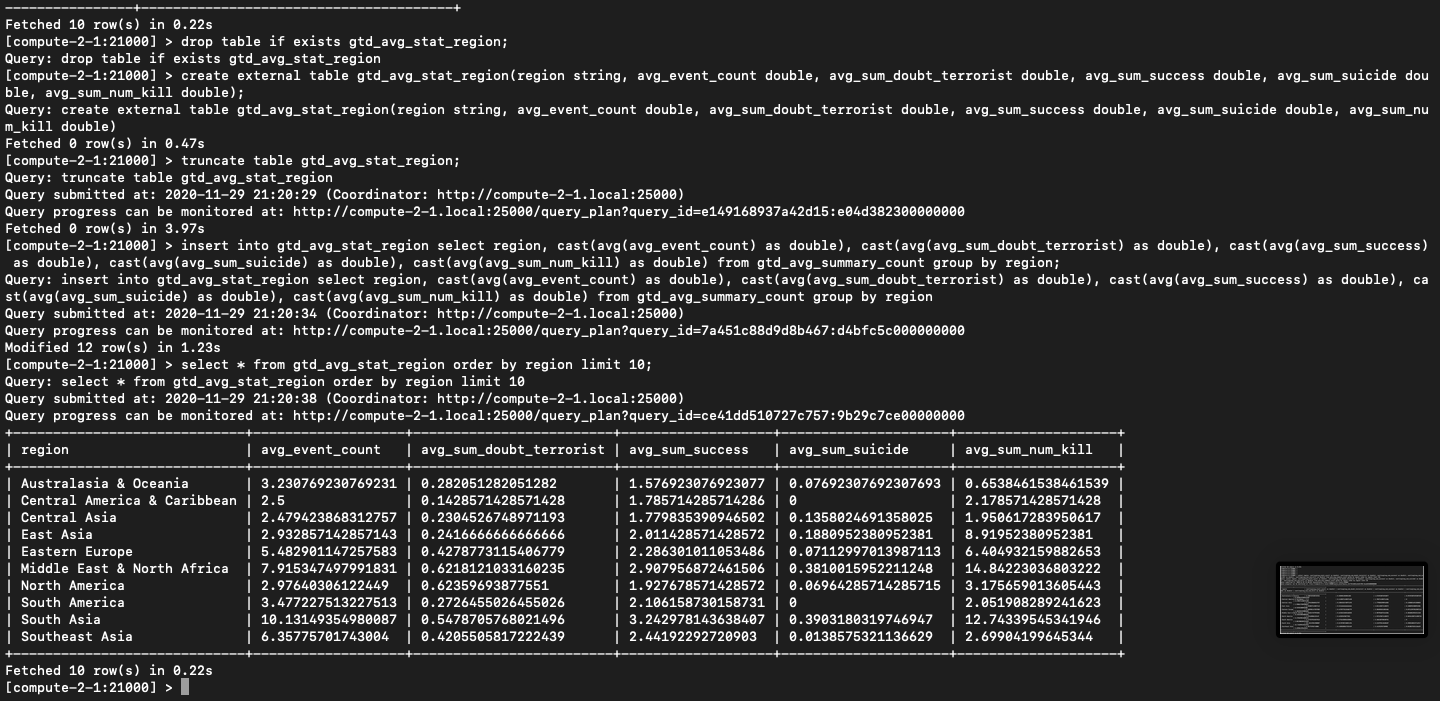 ----------------+---------------------------------------+
Fetched 10 row(s) in 0.22s
[compute-2-1:21000] > drop table if exists gtd_avg_stat_region;
Query: drop table if exists gtd_avg_stat_region
[compute-2-1:21000] > create external table gtd_avg_stat_region(region string, avg_event_count double, avg_sum_doubt_terrorist double, avg_sum_success double, avg_sum_suicide dou
ble, avg_sum_num_kill double);
Query: create external table gtd_avg_stat_region(region string, avg_event_count double, avg_sum_doubt_terrorist double, avg_sum_success double, avg_sum_suicide double, avg_sum_nu
m_kill double)
Fetched 0 row(s) in 0.47s
[compute-2-1:21000] > truncate table gtd_avg_stat_region;
Query: truncate table gtd_avg_stat_region
Query submitted at: 2020-11-29 21:20:29 (Coordinator: http://compute-2-1.local:25000)
Query progress can be monitored at: http://compute-2-1.local:25000/query_plan?query_id=e149168937a42d15:e04d382300000000
Fetched 0 row(s) in 3.97s
[compute-2-1:21000] > insert into gtd_avg_stat_region select region, cast(avg(avg_event_count) as double), cast(avg(avg_sum_doubt_terrorist) as double), cast(avg(avg_sum_success)
 as double), cast(avg(avg_sum_suicide) as double), cast(avg(avg_sum_num_kill) as double) from gtd_avg_summary_count group by region;
Query: insert into gtd_avg_stat_region select region, cast(avg(avg_event_count) as double), cast(avg(avg_sum_doubt_terrorist) as double), cast(avg(avg_sum_success) as double), ca
st(avg(avg_sum_suicide) as double), cast(avg(avg_sum_num_kill) as double) from gtd_avg_summary_count group by region
Query submitted at: 2020-11-29 21:20:34 (Coordinator: http://compute-2-1.local:25000)
Query progress can be monitored at: http://compute-2-1.local:25000/query_plan?query_id=7a451c88d9d8b467:d4bfc5c000000000
Modified 12 row(s) in 1.23s
[compute-2-1:21000] > select * from gtd_avg_stat_region order by region limit 10;
Query: select * from gtd_avg_stat_region order by region limit 10
Query submitted at: 2020-11-29 21:20:38 (Coordinator: http://compute-2-1.local:25000)
Query progress can be monitored at: http://compute-2-1.local:25000/query_plan?query_id=ce41dd510727c757:9b29c7ce00000000
+-----------------------------+-------------------+-------------------------+-------------------+---------------------+--------------------+
| region                      | avg_event_count   | avg_sum_doubt_terrorist | avg_sum_success   | avg_sum_suicide     | avg_sum_num_kill   |
+-----------------------------+-------------------+-------------------------+-------------------+---------------------+--------------------+
| Australasia & Oceania       | 3.230769230769231 | 0.282051282051282       | 1.576923076923077 | 0.07692307692307693 | 0.6538461538461539 |
| Central America & Caribbean | 2.5               | 0.1428571428571428      | 1.785714285714286 | 0                   | 2.178571428571428  |
| Central Asia                | 2.479423868312757 | 0.2304526748971193      | 1.779835390946502 | 0.1358024691358025  | 1.950617283950617  |
| East Asia                   | 2.932857142857143 | 0.2416666666666666      | 2.011428571428572 | 0.1880952380952381  | 8.91952380952381   |
| Eastern Europe              | 5.482901147257583 | 0.4278773115406779      | 2.286301011053486 | 0.07112997013987113 | 6.404932159882653  |
| Middle East & North Africa  | 7.915347497991831 | 0.6218121033160235      | 2.907956872461506 | 0.3810015952211248  | 14.84223036803222  |
| North America               | 2.97640306122449  | 0.62359693877551        | 1.927675571428572 | 0.06964285714285715 | 3.175659013605443  |
| South America               | 3.477227513227513 | 0.2726455026455026      | 2.106158730158731 | 0                   | 2.051908289241623  |
| South Asia                  | 10.13149354980087 | 0.5478705768021496      | 3.242978143638407 | 0.3903180319746947  | 12.74339545341946  |
| Southeast Asia              | 6.35775701743004  | 0.4205505817222439      | 2.44192292720903  | 0.0138575321136629  | 2.69904199645344   |
+-----------------------------+-------------------+-------------------------+-------------------+---------------------+--------------------+
Fetched 10 row(s) in 0.22s
[compute-2-1:21000] >